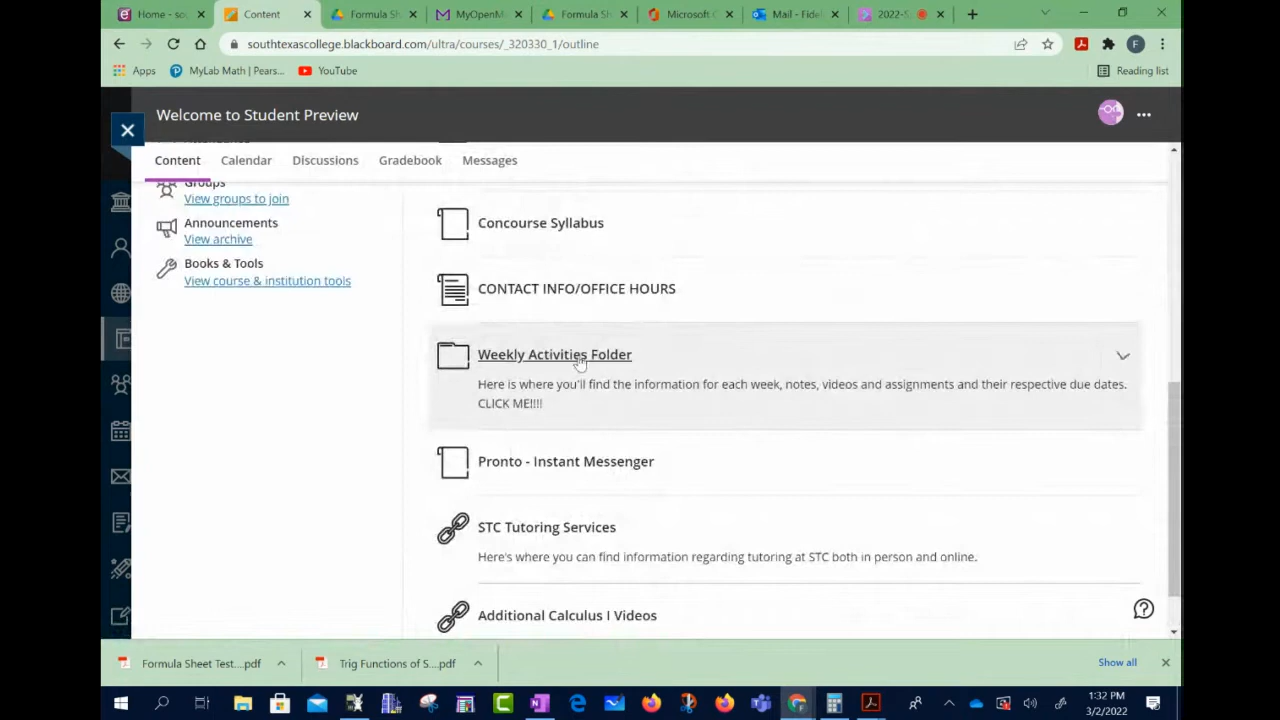 Home - so
Content
Formula Sh
MyOpenM
Formula Sh
Microsoft O
Mail - Fidel
2022-S
southtexascollege.blackboard.com/ultra/courses/_320330_1/outline
F
Apps
MyLab Math | Pears...
YouTube
Reading list
Welcome to Student Preview
Content
Calendar
Discussions
Gradebook
Messages
Groups
View groups to join
Announcements
View archive
Books & Tools
View course & institution tools
Concourse Syllabus
CONTACT INFO/OFFICE HOURS
Weekly Activities Folder
Here is where you'll find the information for each week, notes, videos and assignments and their respective due dates.
CLICK ME!!!!
Pronto - Instant Messenger
STC Tutoring Services
Here's where you can find information regarding tutoring at STC both in person and online.
Additional Calculus I Videos
Formula Sheet Test....pdf
Trig Functions of S....pdf
Show all
1:32 PM
3/2/2022